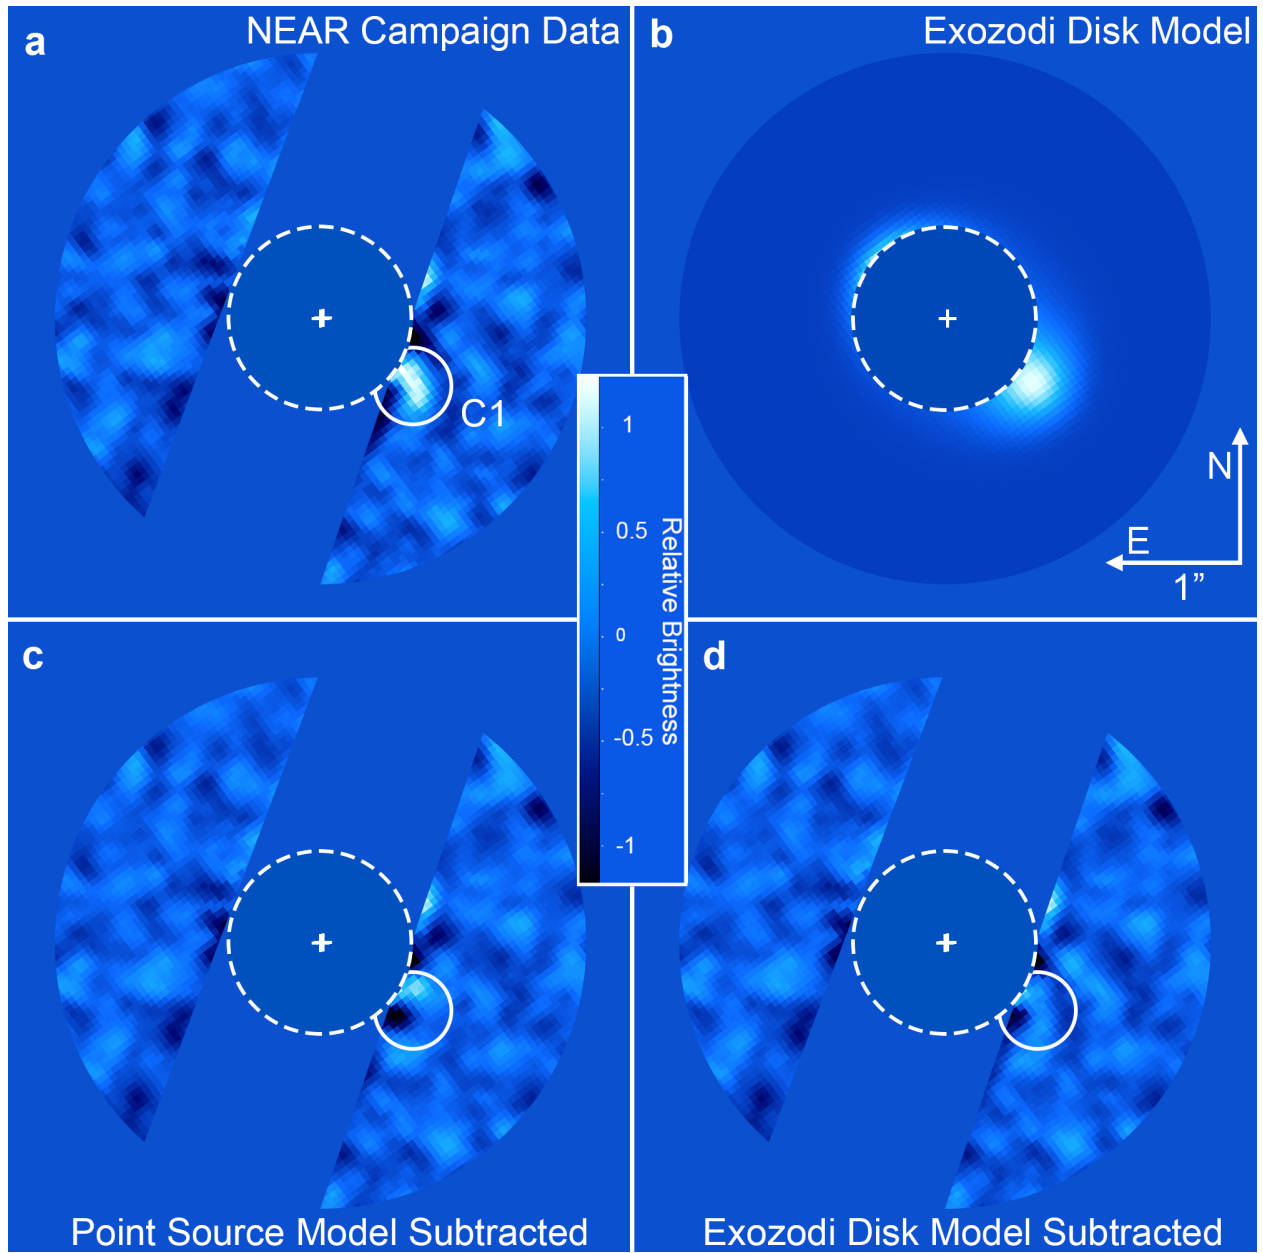 a
NEAR Campaign Data
b
Exozodi Disk Model
C1
N
E
1”
1
0.5
0
-0.5
-1
Relative Brightness
c
Point Source Model Subtracted
d
Exozodi Disk Model Subtracted